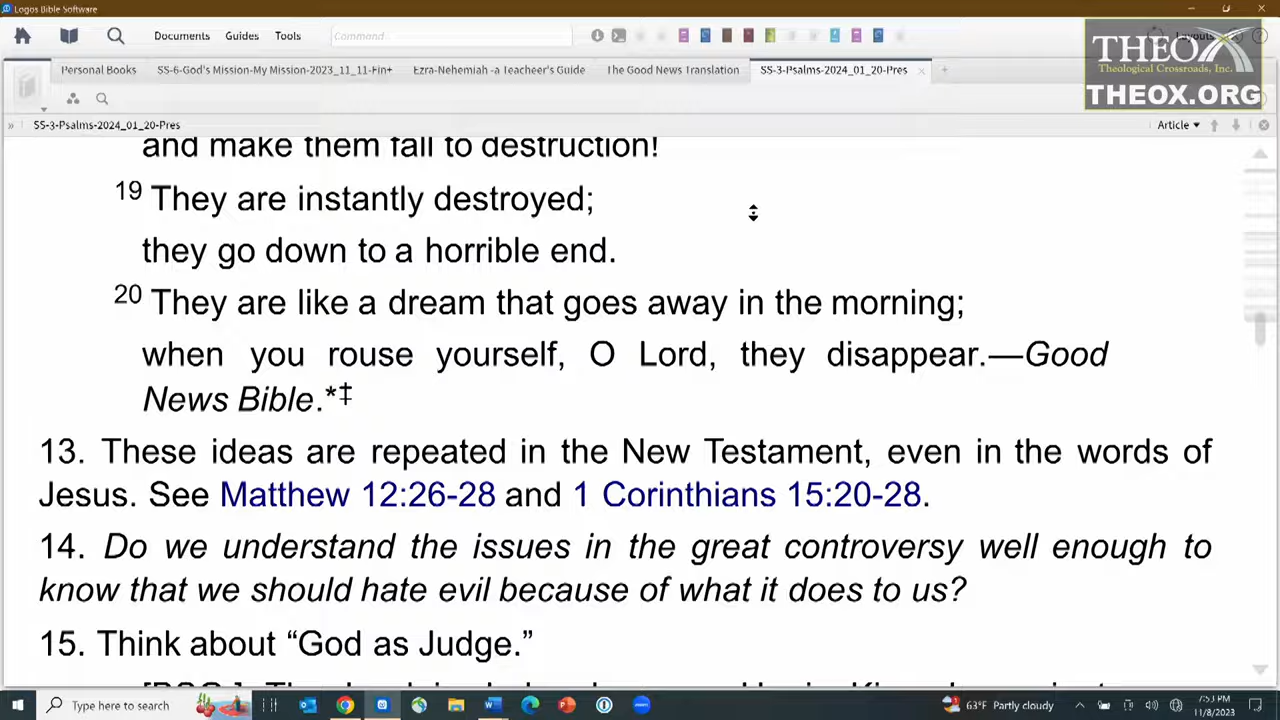 Logos Bible Software
Documents Guides Tools Command Layouts
THEOX
Theological Crossroads, Inc.
THEOX.ORG
Personal Books SS-6-God's Mission-My Mission-2023_11_11-Fin+ The Good News Translation SS-3-Psalms-2024_01_20-Pres
SS-3-Psalms-2024_01_20-Pres Article
and make them fall to destruction!
19 They are instantly destroyed;
they go down to a horrible end.
20 They are like a dream that goes away in the morning;
when you rouse yourself, O Lord, they disappear.—Good
News Bible.*‡
13. These ideas are repeated in the New Testament, even in the words of
Jesus. See Matthew 12:26-28 and 1 Corinthians 15:20-28.
14. Do we understand the issues in the great controversy well enough to
know that we should hate evil because of what it does to us?
15. Think about “God as Judge.”
Type here to search 63°F Partly cloudy 7:53 PM
11/8/2023